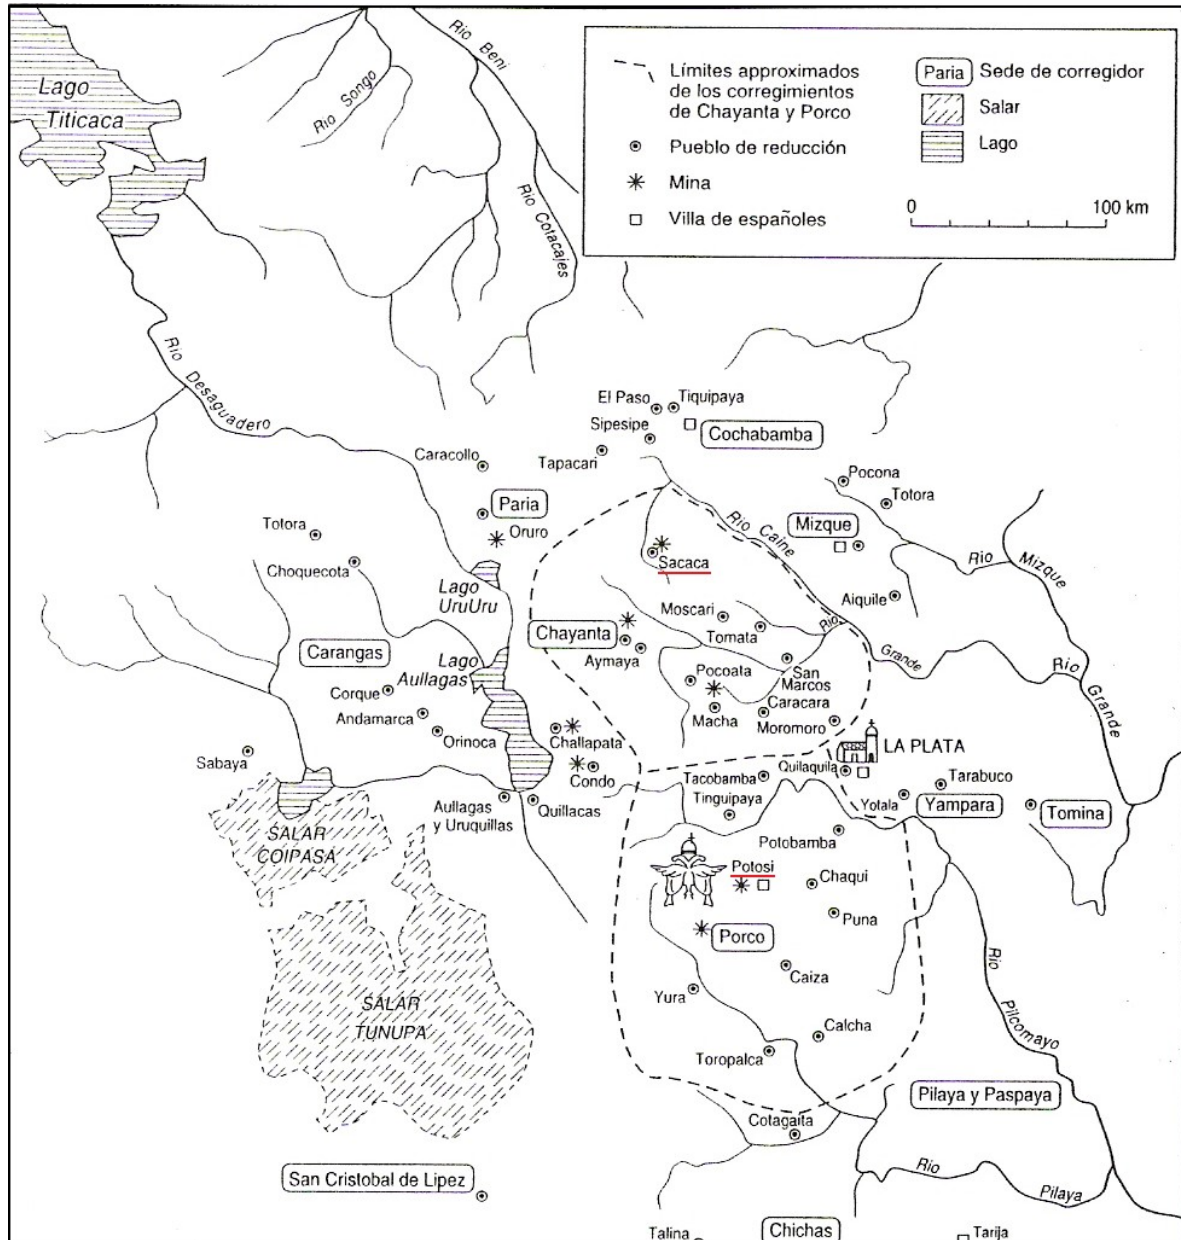 Rio Beni
Rio Songo
Lago
Titicaca
Rio Cotacajes
Límites approximados
de los corregimientos
de Chayanta y Porco
Pueblo de reducción
Mina
Villa de españoles
Paria Sede de corregidor
Salar
Lago
0 100 km
Rio Desaguadero
El Paso
Tiquipaya
Sipesipe
Cochabamba
Caracollo
Tapacari
Pocona
Totora
Paria
Oruro
Rio Caine
Mizque
Rio Mizque
Totora
Choquecota
Sacaca
Lago
UruUru
Aiquile
Moscari
Tomata
Rio
Grande
Rio
Grande
Chayanta
Aymaya
Carangas
Lago
Aullagas
Pocoata
San
Marcos
Corque
Macha
Caracara
Andamarca
Moromoro
Orinoca
Challapata
LA PLATA
Sabaya
Condo
Tacobamba
Quilaquila
Tarabuco
Aullagas
y Uruquillas
Quillacas
Tinguipaya
Yotala
Yampara
Tomina
SALAR
COIPASA
Potobamba
Potosi
Chaqui
Puna
Porco
Caiza
Rio
Pilcomayo
SALAR
TUNUPA
Yura
Calcha
Toropalca
Pilaya y Paspaya
Cotagaita
San Cristobal de Lipez
Rio
Pilaya
Talina
Chichas
Tarija